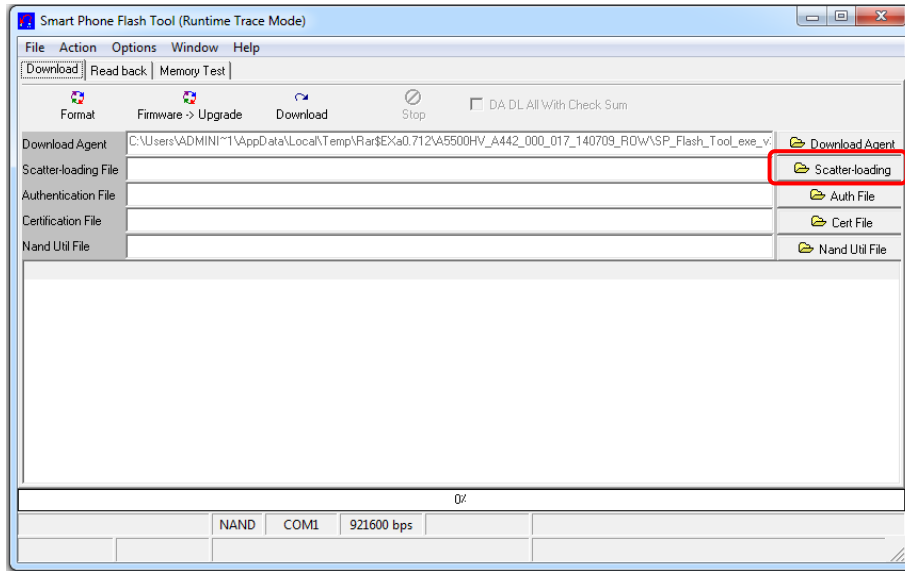 Smart Phone Flash Tool (Runtime Trace Mode)
File Action Options Window Help
Download Read back Memory Test
Format Firmware -> Upgrade Download Stop DA DL All With Check Sum
Download Agent C:\Users\ADMINI~1\AppData\Local\Temp\Rar$EXa0.712\A5500HV_A442_000_017_140709_ROW\SP_Flash_Tool_exe_v Download Agent
Scatter-loading File Scatter-loading
Authentication File Auth File
Certification File Cert File
Nand Util File Nand Util File
0%
NAND COM1 921600 bps